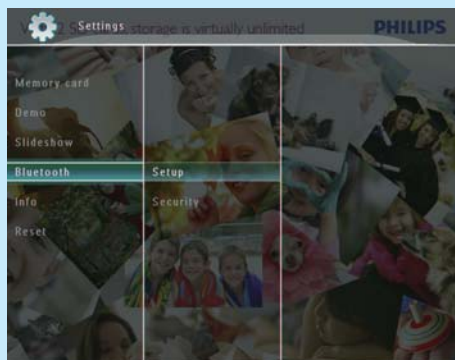 Settings
storage is virtually unlimited
PHILIPS
Memory card
Demo
Slideshow
Bluetooth
Setup
Info
Security
Reset